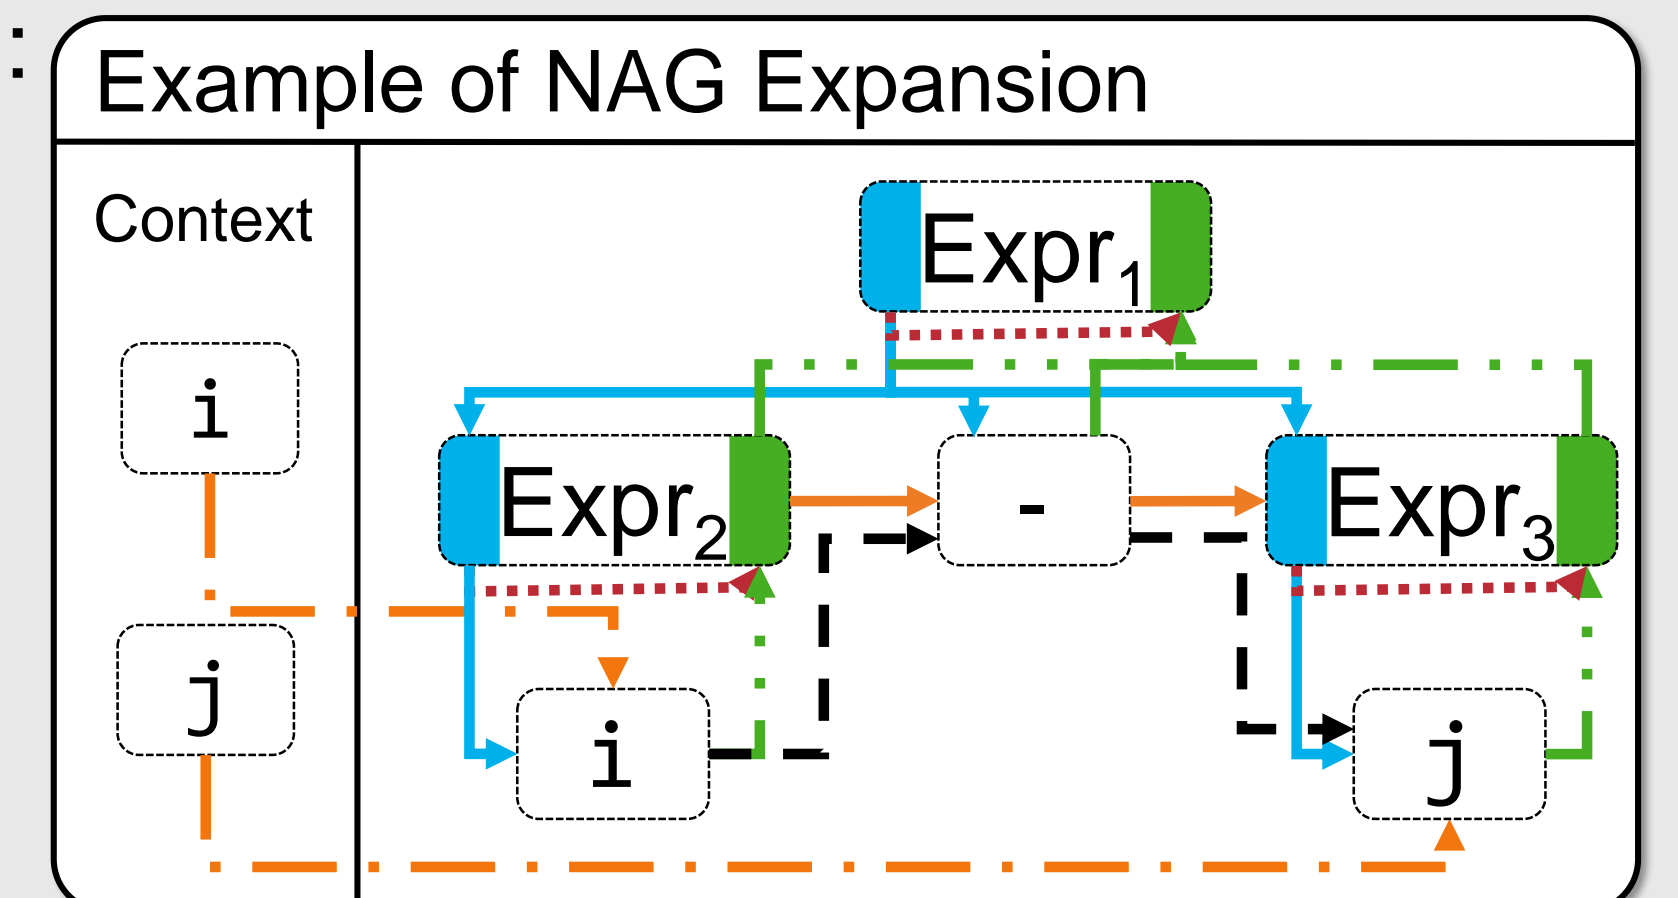 :
Example of NAG Expansion
Context
Expr1
i
Expr2
-
Expr3
j
i
j